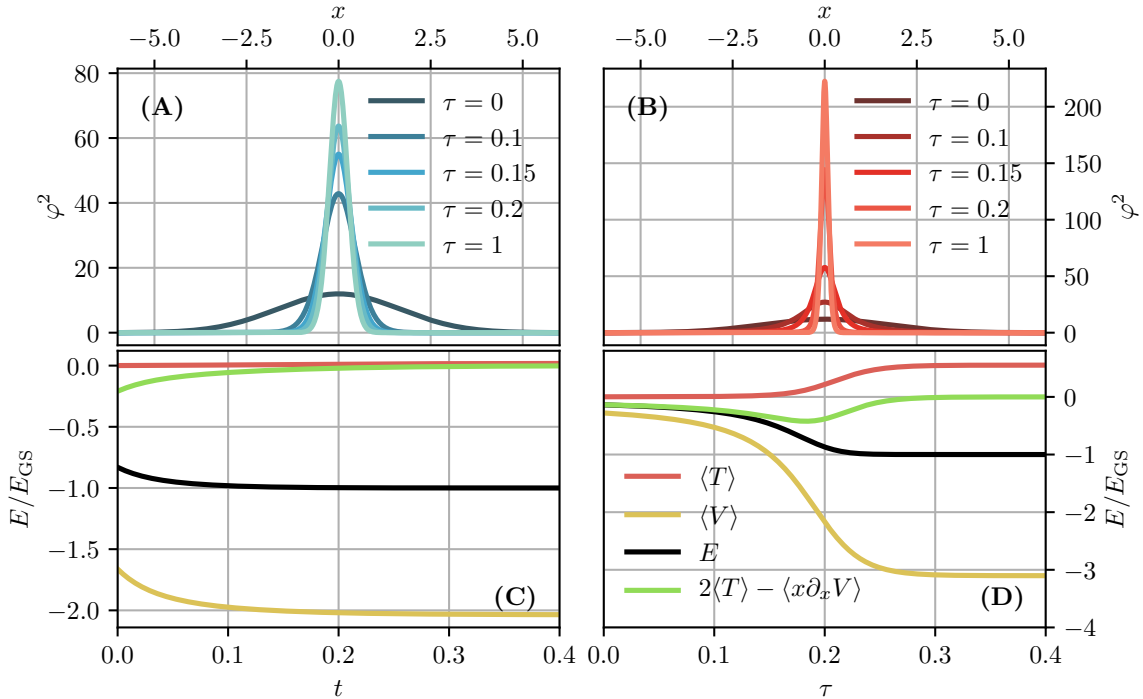 x
−5.0 −2.5 0.0 2.5 5.0
(A)
τ = 0
τ = 0.1
τ = 0.15
τ = 0.2
τ = 1
80
60
40
20
0
φ²
x
−5.0 −2.5 0.0 2.5 5.0
(B)
τ = 0
τ = 0.1
τ = 0.15
τ = 0.2
τ = 1
200
150
100
50
0
φ²
0.0
−0.5
−1.0
−1.5
−2.0
E/E_GS
(C)
0.0 0.1 0.2 0.3 0.4
t
⟨T⟩
⟨V⟩
E
2⟨T⟩ − ⟨x∂ₓV⟩
(D)
0
−1
−2
−3
−4
E/E_GS
0.0 0.1 0.2 0.3 0.4
τ